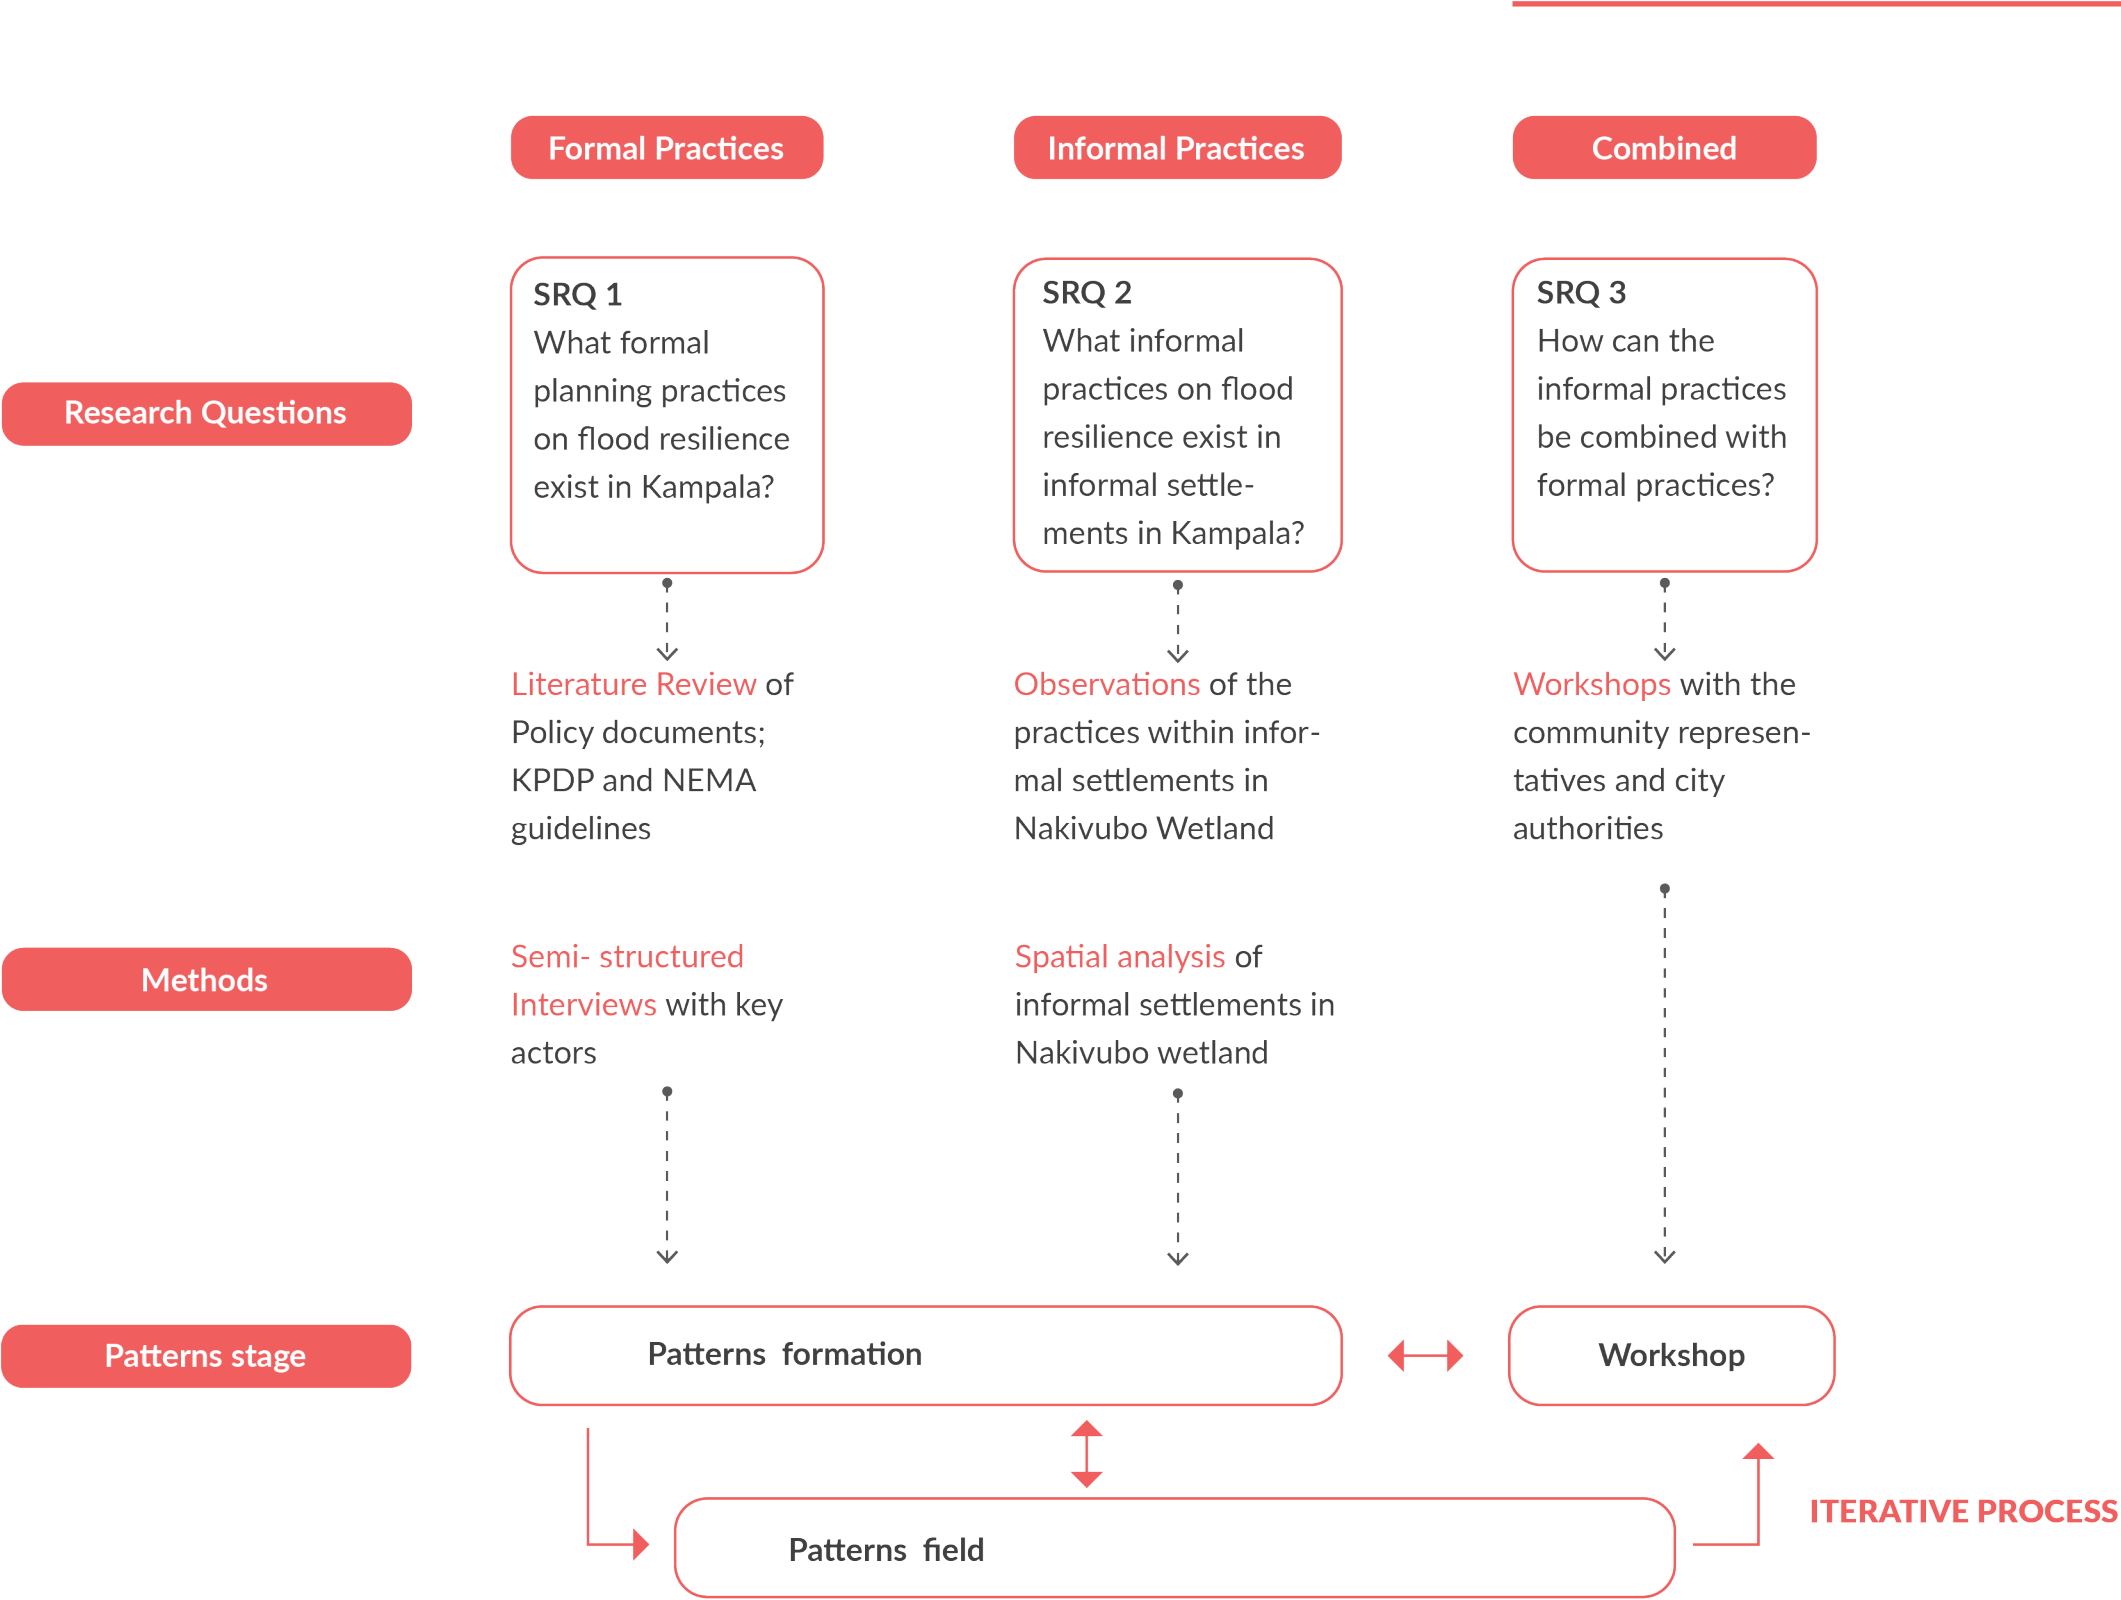 Formal Practices
Informal Practices
Combined
Research Questions
SRQ 1
What formal
planning practices
on flood resilience
exist in Kampala?
SRQ 2
What informal
practices on flood
resilience exist in
informal settle-
ments in Kampala?
SRQ 3
How can the
informal practices
be combined with
formal practices?
Literature Review of
Policy documents;
KPDP and NEMA
guidelines
Observations of the
practices within infor-
mal settlements in
Nakivubo Wetland
Workshops with the
community represen-
tatives and city
authorities
Methods
Semi- structured
Interviews with key
actors
Spatial analysis of
informal settlements in
Nakivubo wetland
Patterns stage
Patterns formation
Workshop
Patterns field
ITERATIVE PROCESS